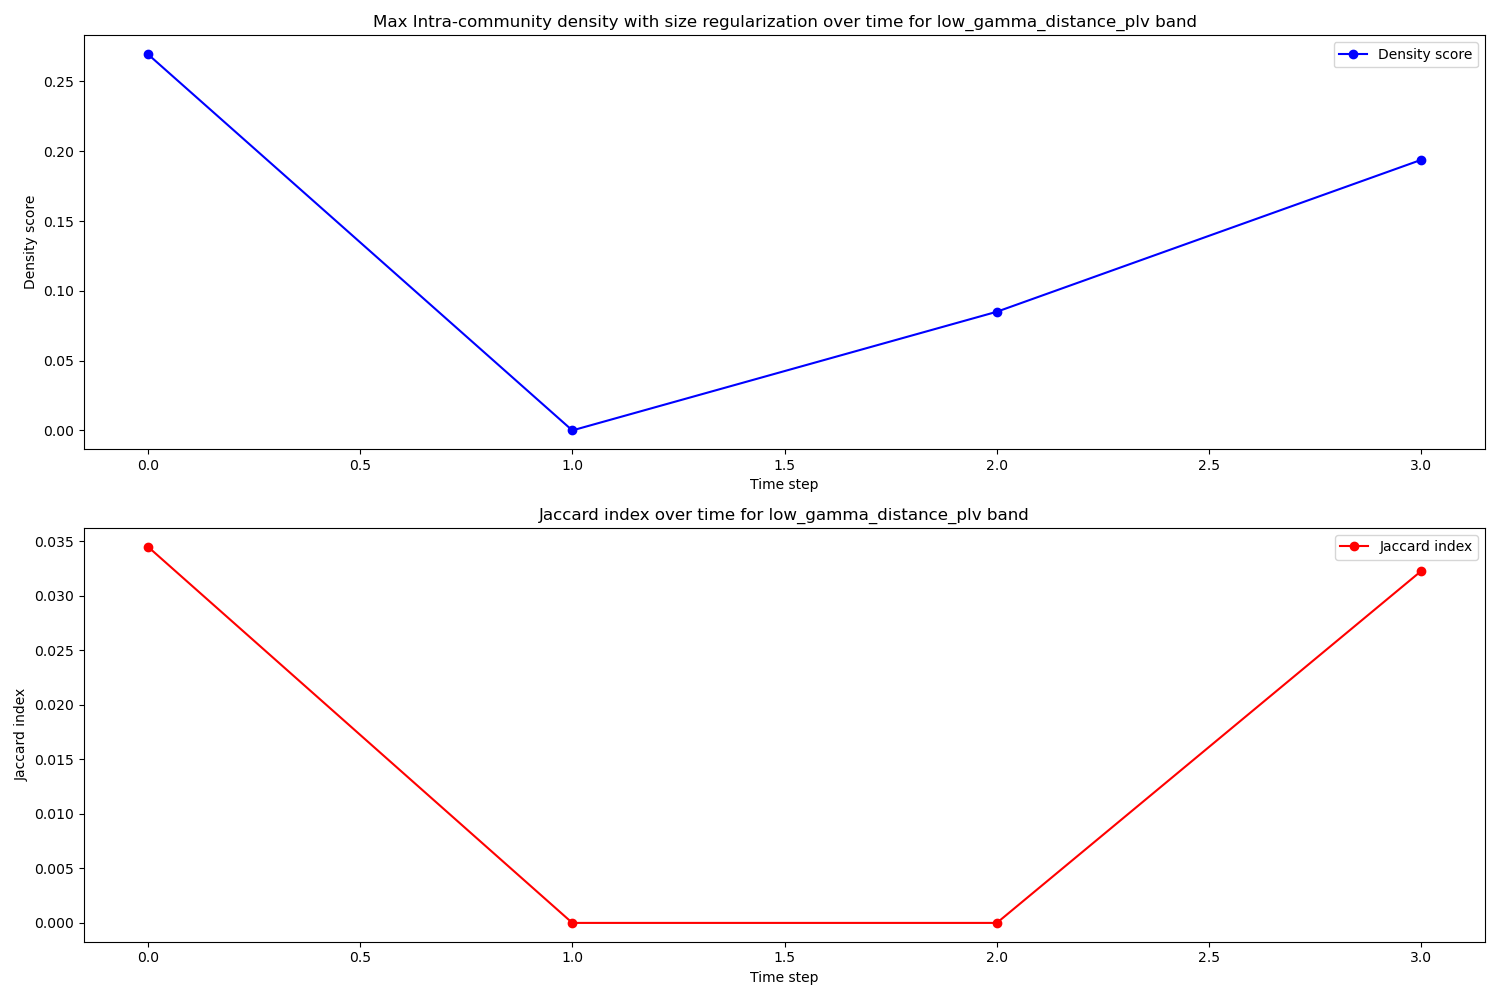 Max Intra-community density with size regularization over time for low_gamma_distance_plv band
Density score
0.25
0.20
0.15
0.10
0.05
0.00
Density score
0.0 0.5 1.0 1.5 2.0 2.5 3.0
Time step
Jaccard index over time for low_gamma_distance_plv band
Jaccard index
0.035
0.030
0.025
0.020
0.015
0.010
0.005
0.000
Jaccard index
0.0 0.5 1.0 1.5 2.0 2.5 3.0
Time step